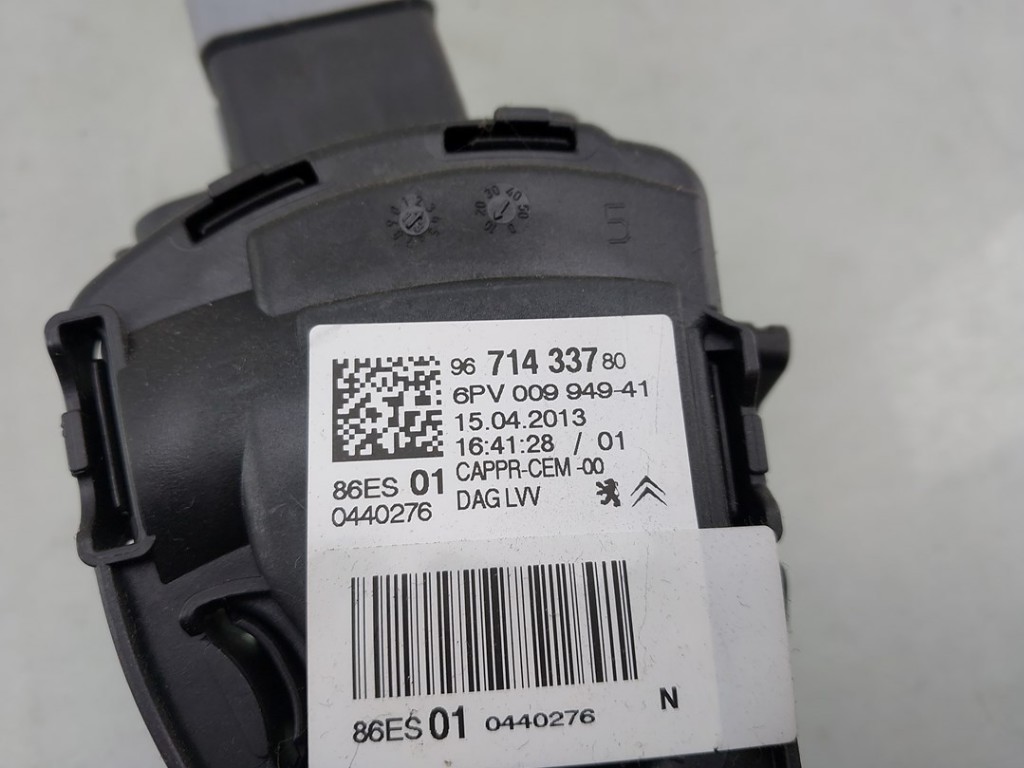 96 714 337 80
6PV 009 949-41
15.04.2013
16:41:28 / 01
CAPPR-CEM-00
DAG LVV
86ES 01
0440276
86ES 01 0440276 N